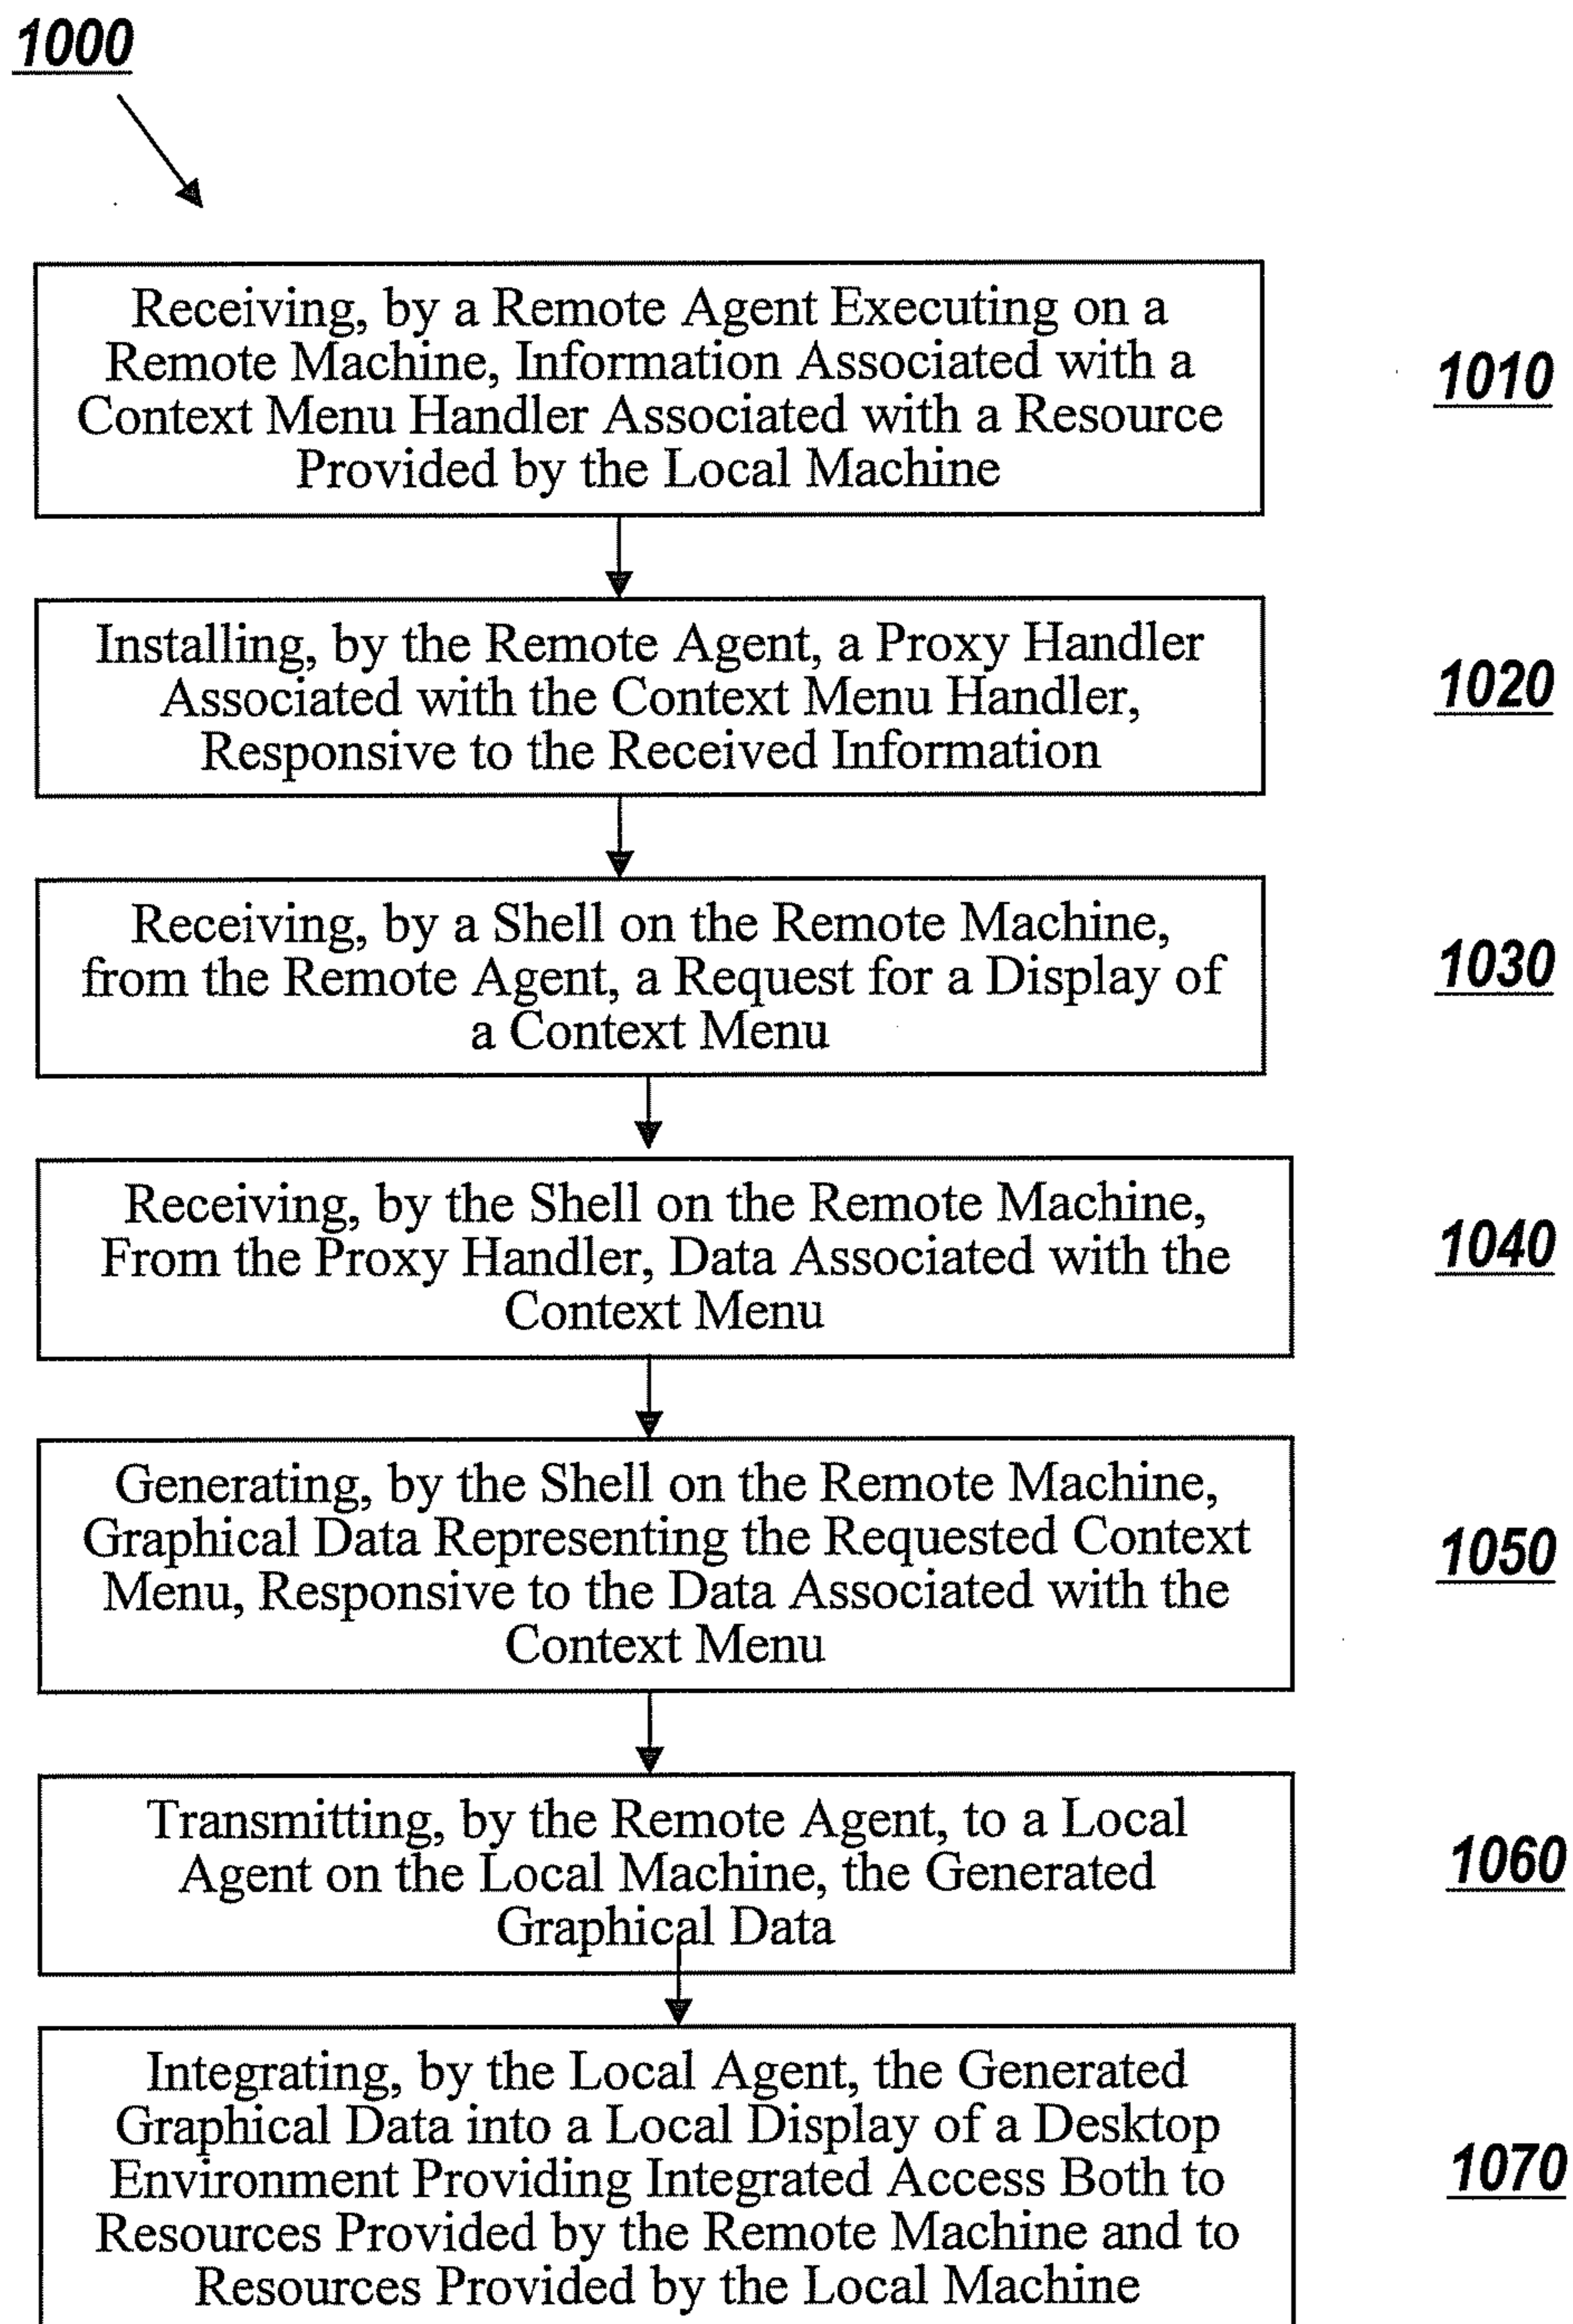 1000
Receiving, by a Remote Agent Executing on a
Remote Machine, Information Associated with a
Context Menu Handler Associated with a Resource
Provided by the Local Machine
1010
Installing, by the Remote Agent, a Proxy Handler
Associated with the Context Menu Handler,
Responsive to the Received Information
1020
Receiving, by a Shell on the Remote Machine,
from the Remote Agent, a Request for a Display of
a Context Menu
1030
Receiving, by the Shell on the Remote Machine,
From the Proxy Handler, Data Associated with the
Context Menu
1040
Generating, by the Shell on the Remote Machine,
Graphical Data Representing the Requested Context
Menu, Responsive to the Data Associated with the
Context Menu
1050
Transmitting, by the Remote Agent, to a Local
Agent on the Local Machine, the Generated
Graphical Data
1060
Integrating, by the Local Agent, the Generated
Graphical Data into a Local Display of a Desktop
Environment Providing Integrated Access Both to
Resources Provided by the Remote Machine and to
Resources Provided by the Local Machine
1070